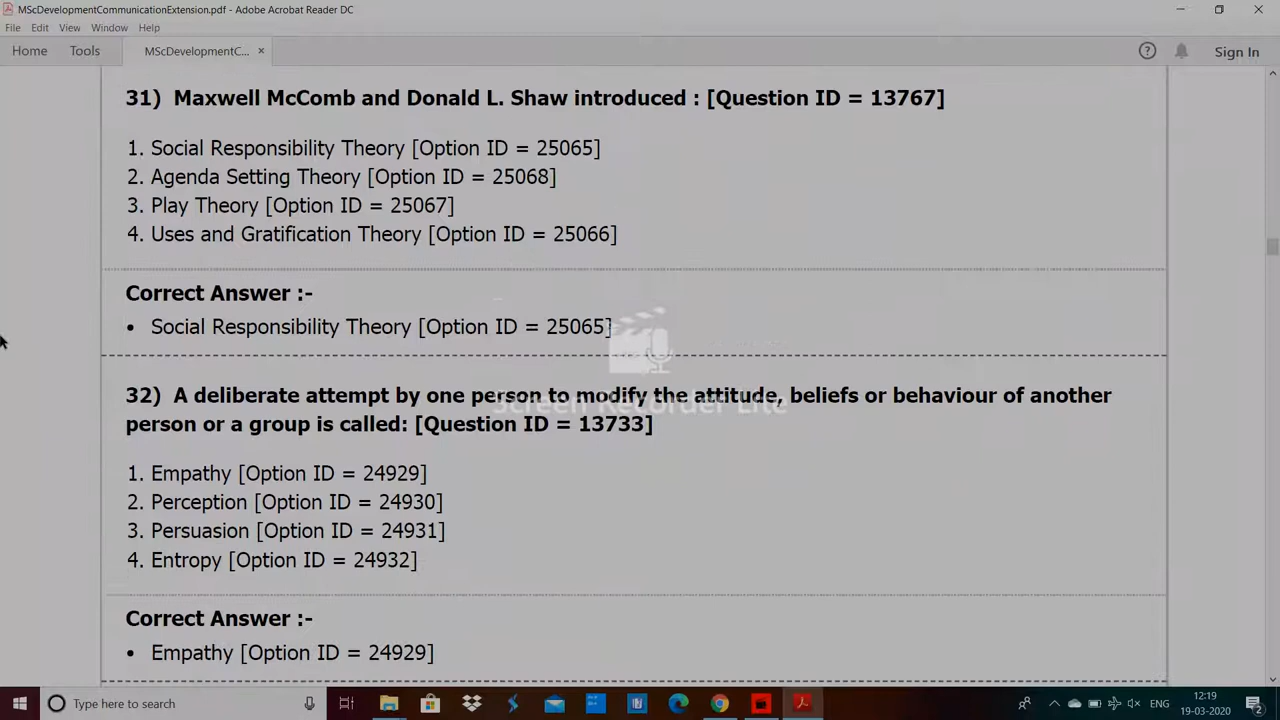 MScDevelopmentCommunicationExtension.pdf - Adobe Acrobat Reader DC
File Edit View Window Help
Home Tools MScDevelopmentC... × Sign In
31) Maxwell McComb and Donald L. Shaw introduced : [Question ID = 13767]
1. Social Responsibility Theory [Option ID = 25065]
2. Agenda Setting Theory [Option ID = 25068]
3. Play Theory [Option ID = 25067]
4. Uses and Gratification Theory [Option ID = 25066]
Correct Answer :-
• Social Responsibility Theory [Option ID = 25065]
32) A deliberate attempt by one person to modify the attitude, beliefs or behaviour of another
person or a group is called: [Question ID = 13733]
Screen Recorder Lite
1. Empathy [Option ID = 24929]
2. Perception [Option ID = 24930]
3. Persuasion [Option ID = 24931]
4. Entropy [Option ID = 24932]
Correct Answer :-
• Empathy [Option ID = 24929]
Type here to search
ENG
12:19
19-03-2020
2